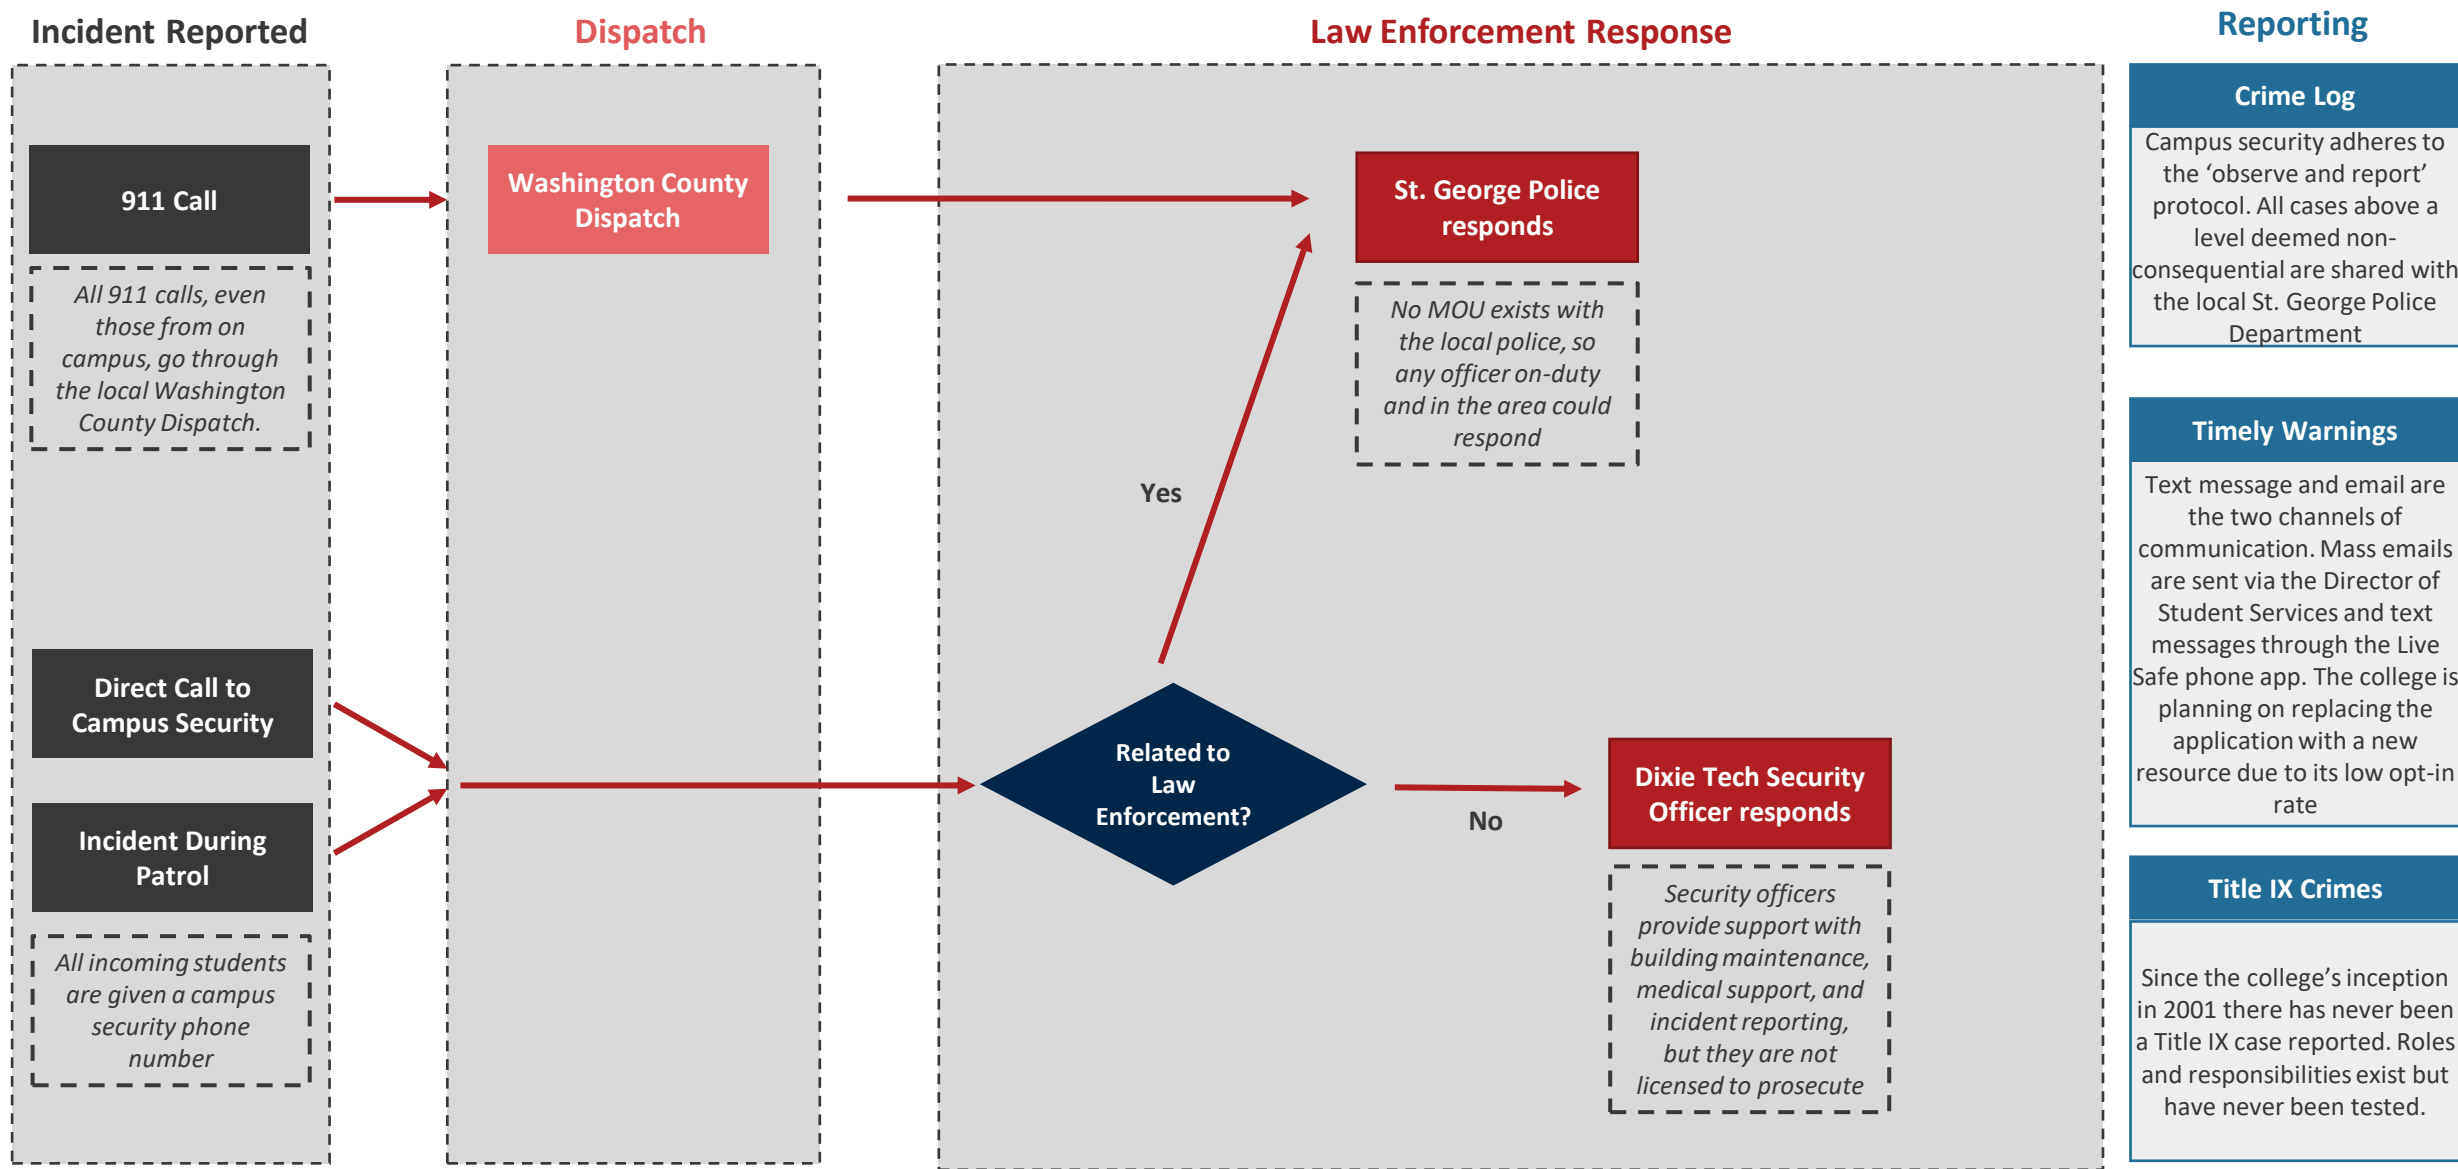 Incident Reported
911 Call
All 911 calls, even
those from on
campus, go through
the local Washington
County Dispatch.
Direct Call to
Campus Security
Incident During
Patrol
All incoming students
are given a campus
security phone
number
Dispatch
Washington County
Dispatch
Law Enforcement Response
St. George Police
responds
No MOU exists with
the local police, so
any officer on-duty
and in the area could
respond
Yes
Related to
Law
Enforcement?
No
Dixie Tech Security
Officer responds
Security officers
provide support with
building maintenance,
medical support, and
incident reporting,
but they are not
licensed to prosecute
Reporting
Crime Log
Campus security adheres to
the ‘observe and report’
protocol. All cases above a
level deemed non-
consequential are shared with
the local St. George Police
Department
Timely Warnings
Text message and email are
the two channels of
communication. Mass emails
are sent via the Director of
Student Services and text
messages through the Live
Safe phone app. The college is
planning on replacing the
application with a new
resource due to its low opt-in
rate
Title IX Crimes
Since the college’s inception
in 2001 there has never been
a Title IX case reported. Roles
and responsibilities exist but
have never been tested.